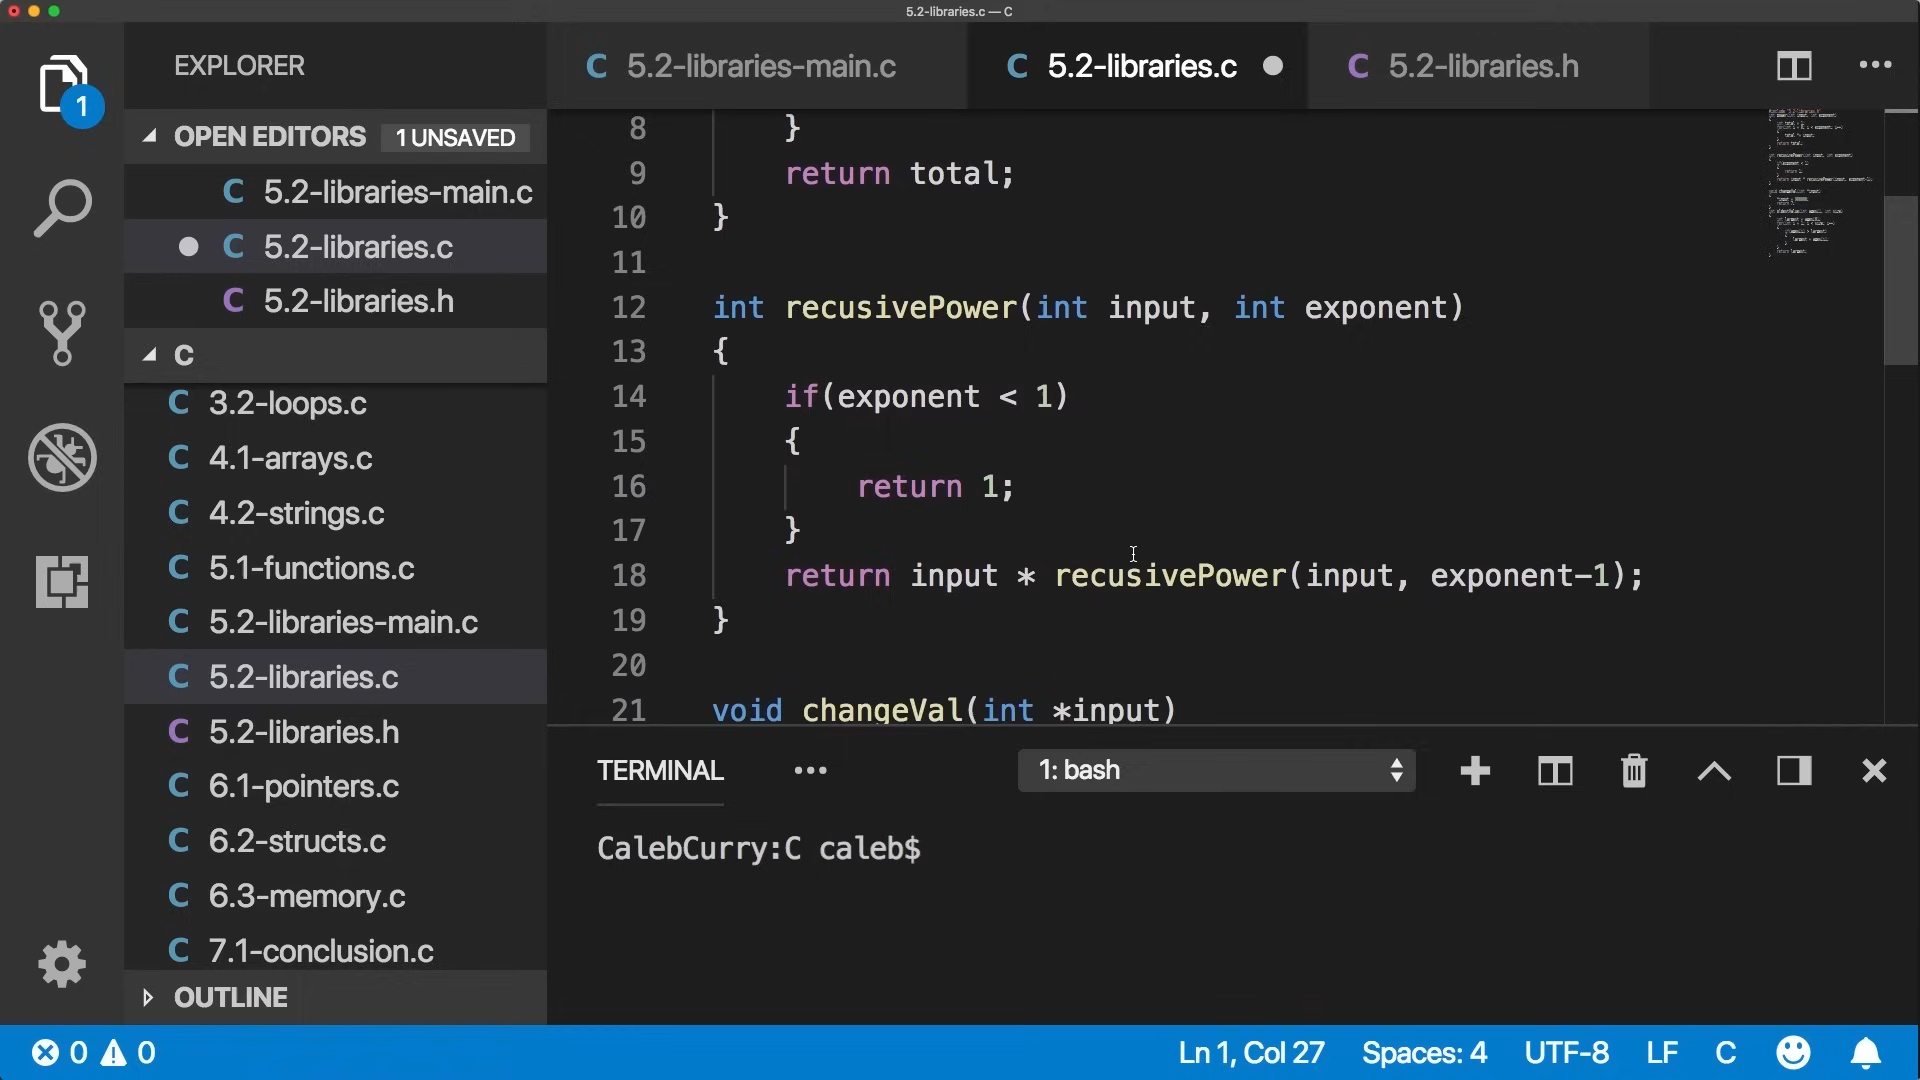 5.2-libraries.c — C
EXPLORER
1
OPEN EDITORS 1 UNSAVED
C 5.2-libraries-main.c
C 5.2-libraries.c
C 5.2-libraries.h
C
C 3.2-loops.c
C 4.1-arrays.c
C 4.2-strings.c
C 5.1-functions.c
C 5.2-libraries-main.c
C 5.2-libraries.c
C 5.2-libraries.h
C 6.1-pointers.c
C 6.2-structs.c
C 6.3-memory.c
C 7.1-conclusion.c
OUTLINE
C 5.2-libraries-main.c C 5.2-libraries.c C 5.2-libraries.h
8 }
9 return total;
10 }
11
12 int recusivePower(int input, int exponent)
13 {
14 if(exponent < 1)
15 {
16 return 1;
17 }
18 return input * recusivePower(input, exponent-1);
19 }
20
21 void changeVal(int *input)
TERMINAL 1: bash
CalebCurry:C caleb$
0 0 Ln 1, Col 27 Spaces: 4 UTF-8 LF C